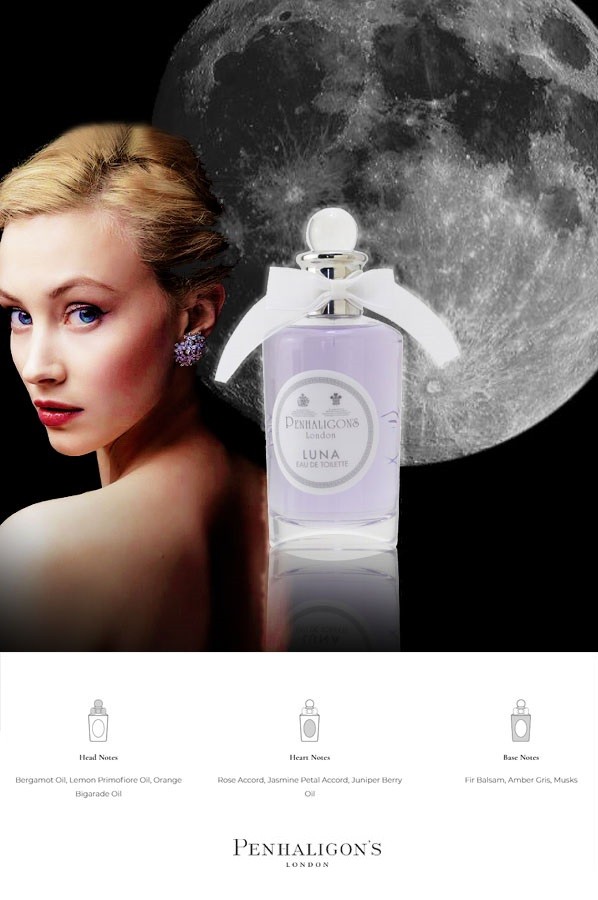 PENHALIGON'S
London
LUNA
EAU DE TOILETTE
Head Notes
Bergamot Oil, Lemon Primofiore Oil, Orange
Bigarade Oil
Heart Notes
Rose Accord, Jasmine Petal Accord, Juniper Berry
Oil
Base Notes
Fir Balsam, Amber Gris, Musks
PENHALIGON'S
LONDON